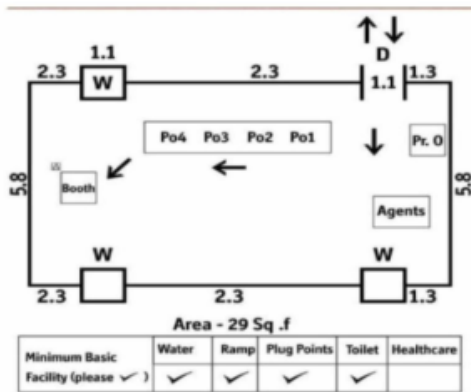 1.1
D
2.3 W 2.3 1.1 1.3
Po4 Po3 Po2 Po1
Pr. O
5.8 5.8
Booth
Agents
W W
2.3 2.3 1.3
Area - 29 Sq .f
Minimum Basic Facility (please ✓ ) Water Ramp Plug Points Toilet Healthcare
✓ ✓ ✓ ✓